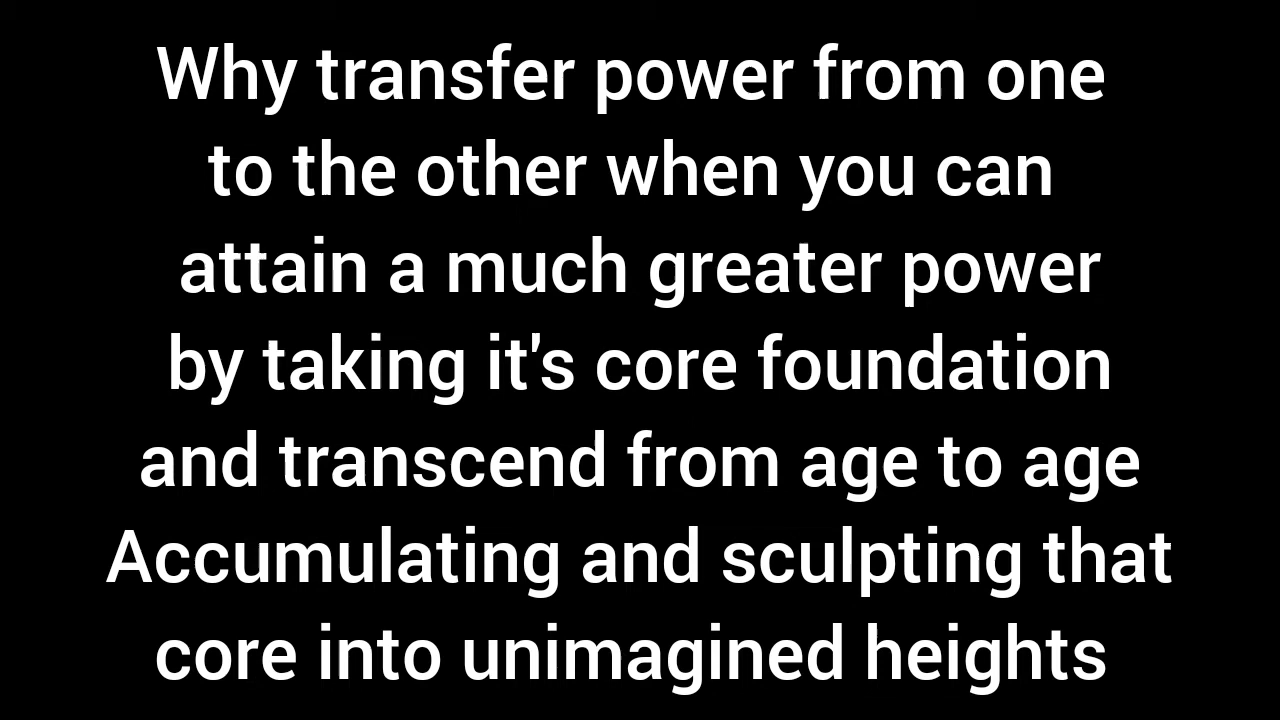 Why transfer power from one
to the other when you can
attain a much greater power
by taking it's core foundation
and transcend from age to age
Accumulating and sculpting that
core into unimagined heights